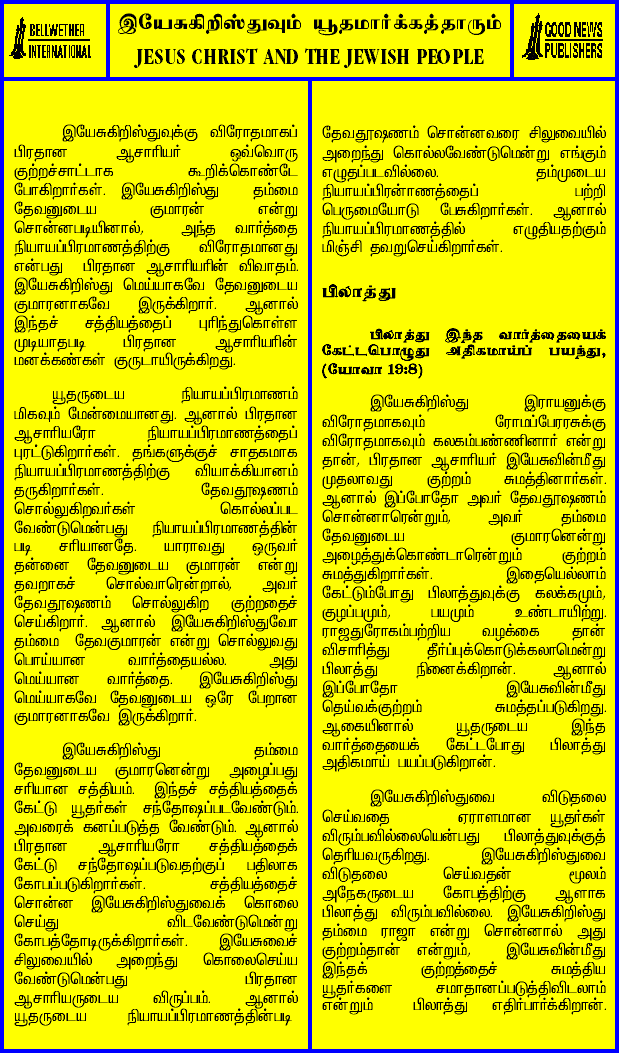 BELLWETHER
INTERNATIONAL
இயேசுகிறிஸ்துவும் யூதமார்க்கத்தாரும்
JESUS CHRIST AND THE JEWISH PEOPLE
GOOD NEWS
PUBLISHERS
இயேசுகிறிஸ்துவுக்கு விரோதமாகப்
பிரதான ஆசாரியர் ஒவ்வொரு
குற்றச்சாட்டாக கூறிக்கொண்டே
போகிறார்கள். இயேசுகிறிஸ்து தம்மை
தேவனுடைய குமாரன் என்று
சொன்னபடியினால், அந்த வார்த்தை
நியாயப்பிரமாணத்திற்கு விரோதமானது
என்பது பிரதான ஆசாரியரின் விவாதம்.
இயேசுகிறிஸ்து மெய்யாகவே தேவனுடைய
குமாரனாகவே இருக்கிறார். ஆனால்
இந்தச் சத்தியத்தைப் புரிந்துகொள்ள
முடியாதபடி பிரதான ஆசாரியரின்
மனக்கண்கள் குருடாயிருக்கிறது.
யூதருடைய நியாயப்பிரமாணம்
மிகவும் மேன்மையானது. ஆனால் பிரதான
ஆசாரியரோ நியாயப்பிரமாணத்தைப்
புரட்டுகிறார்கள். தங்களுக்குச் சாதகமாக
நியாயப்பிரமாணத்திற்கு வியாக்கியானம்
தருகிறார்கள். தேவதூஷணம்
சொல்லுகிறவர்கள் கொல்லப்பட
வேண்டுமென்பது நியாயப்பிரமாணத்தின்
படி சரியானதே. யாராவது ஒருவர்
தன்னை தேவனுடைய குமாரன் என்று
தவறாகச் சொல்வாரென்றால், அவர்
தேவதூஷணம் சொல்லுகிற குற்றதைச்
செய்கிறார். ஆனால் இயேசுகிறிஸ்துவோ
தம்மை தேவகுமாரன் என்று சொல்லுவது
பொய்யான வார்த்தையல்ல. அது
மெய்யான வார்த்தை. இயேசுகிறிஸ்து
மெய்யாகவே தேவனுடைய ஒரே பேறான
குமாரனாகவே இருக்கிறார்.
இயேசுகிறிஸ்து தம்மை
தேவனுடைய குமாரனென்று அழைப்பது
சரியான சத்தியம். இந்தச் சத்தியத்தைக்
கேட்டு யூதர்கள் சந்தோஷப்படவேண்டும்.
அவரைக் கனப்படுத்த வேண்டும். ஆனால்
பிரதான ஆசாரியரோ சத்தியத்தைக்
கேட்டு சந்தோஷப்படுவதற்குப் பதிலாக
கோபப்படுகிறார்கள். சத்தியத்தைச்
சொன்ன இயேசுகிறிஸ்துவைக் கொலை
செய்து விடவேண்டுமென்று
கோபத்தோடிருக்கிறார்கள். இயேசுவைச்
சிலுவையில் அறைந்து கொலைசெய்ய
வேண்டுமென்பது பிரதான
ஆசாரியருடைய விருப்பம். ஆனால்
யூதருடைய நியாயப்பிரமாணத்தின்படி
தேவதூஷணம் சொன்னவரை சிலுவையில்
அறைந்து கொல்லவேண்டுமென்று எங்கும்
எழுதப்படவில்லை. தம்முடைய
நியாயப்பிரன்ாணத்தைப் பற்றி
பெருமையோடு பேசுகிறார்கள். ஆனால்
நியாயப்பிரமாணத்தில் எழுதியதற்கும்
மிஞ்சி தவறுசெய்கிறார்கள்.
பிலாத்து
பிலாத்து இந்த வார்த்தையைக்
கேட்டபொழுது அதிகமாய்ப் பயந்து,
(யோவா 19:8)
இயேசுகிறிஸ்து இராயனுக்கு
விரோதமாகவும் ரோமப்பேரரசுக்கு
விரோதமாகவும் கலகம்பண்ணினார் என்று
தான், பிரதான ஆசாரியர் இயேசுவின்மீது
முதலாவது குற்றம் சுமத்தினார்கள்.
ஆனால் இப்போதோ அவர் தேவதூஷணம்
சொன்னாரென்றும், அவர் தம்மை
தேவனுடைய குமாரனென்று
அழைத்துக்கொண்டாரென்றும் குற்றம்
சுமத்துகிறார்கள். இதையெல்லாம்
கேட்டும்போது பிலாத்துவுக்கு கலக்கமும்,
குழப்பமும், பயமும் உண்டாயிற்று.
ராஜதுரோகம்பற்றிய வழக்கை தான்
விசாரித்து தீர்ப்புக்கொடுக்கலாமென்று
பிலாத்து நினைக்கிறான். ஆனால்
இப்போதோ இயேசுவின்மீது
தெய்வக்குற்றம் சுமத்தப்படுகிறது.
ஆகையினால் யூதருடைய இந்த
வார்த்தையைக் கேட்டபோது பிலாத்து
அதிகமாய் பயப்படுகிறான்.
இயேசுகிறிஸ்துவை விடுதலை
செய்வதை ஏராளமான யூதர்கள்
விரும்பவில்லையென்பது பிலாத்துவுக்குத்
தெரியவருகிறது. இயேசுகிறிஸ்துவை
விடுதலை செய்வதன் மூலம்
அநேகருடைய கோபத்திற்கு ஆளாக
பிலாத்து விரும்பவில்லை. இயேசுகிறிஸ்து
தம்மை ராஜா என்று சொன்னால் அது
குற்றம்தான் என்றும், இயேசுவின்மீது
இந்தக் குற்றத்தைச் சுமத்திய
யூதர்களை சமாதானப்படுத்திவிடலாம்
என்றும் பிலாத்து எதிர்பார்க்கிறான்.